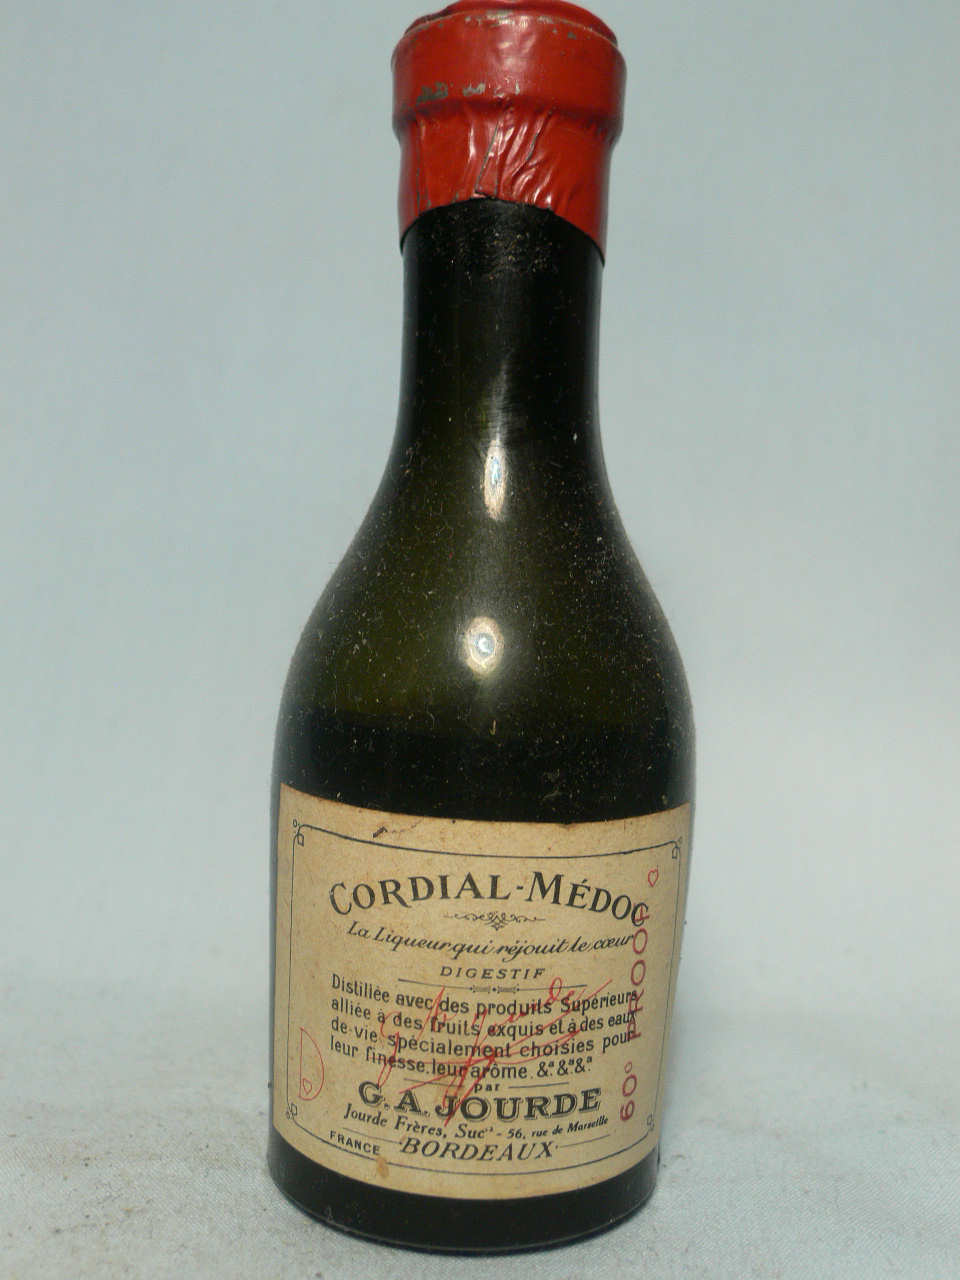 CORDIAL-MÉDOC
La Liqueur qui réjouit le cœur
DIGESTIF
Distillée avec des produits Supérieurs
alliée à des fruits exquis et à des eaux
de vie spécialement choisies pour
leur finesse.leur arôme.&ª&ª&ª
par
G.A.JOURDE
Jourde Frères, Sucʳˢ - 56, rue de Marseille
FRANCE
BORDEAUX
60° PROOF
G. A. Jourde